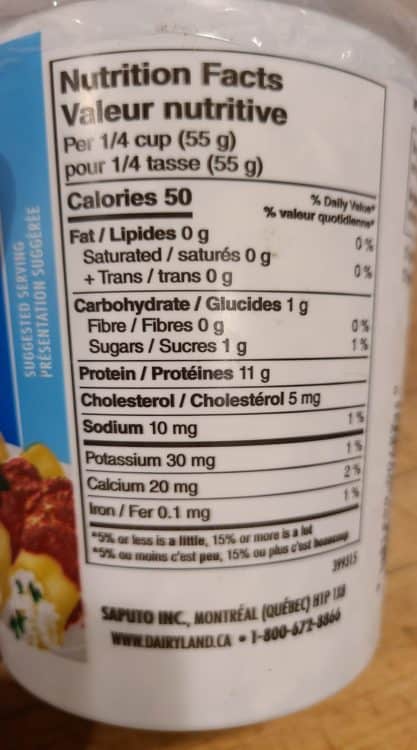 Nutrition Facts
Valeur nutritive
Per 1/4 cup (55 g)
pour 1/4 tasse (55 g)
Calories 50
% Daily Value*
% valeur quotidienne*
Fat / Lipides 0 g 0 %
Saturated / saturés 0 g
+ Trans / trans 0 g 0 %
Carbohydrate / Glucides 1 g
Fibre / Fibres 0 g 0 %
Sugars / Sucres 1 g 1 %
Protein / Protéines 11 g
Cholesterol / Cholestérol 5 mg
Sodium 10 mg 1 %
Potassium 30 mg 1 %
Calcium 20 mg 2 %
Iron / Fer 0.1 mg 1 %
*5% or less is a little, 15% or more is a lot
*5% ou moins c'est peu, 15% ou plus c'est beaucoup
399315
SAPUTO INC., MONTRÉAL (QUÉBEC) H1P 1X8
WWW.DAIRYLAND.CA • 1-800-672-8866
SUGGESTED SERVING
PRÉSENTATION SUGGÉRÉE